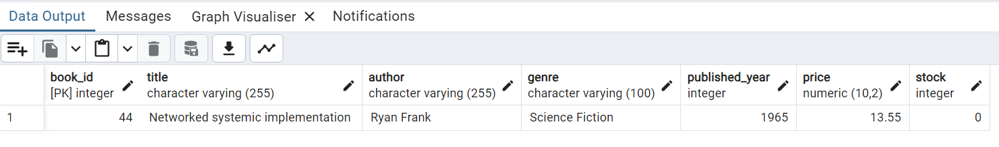 Data Output Messages Graph Visualiser Notifications
book_id title author genre published_year price stock
[PK] integer character varying (255) character varying (255) character varying (100) integer numeric (10,2) integer
1 44 Networked systemic implementation Ryan Frank Science Fiction 1965 13.55 0